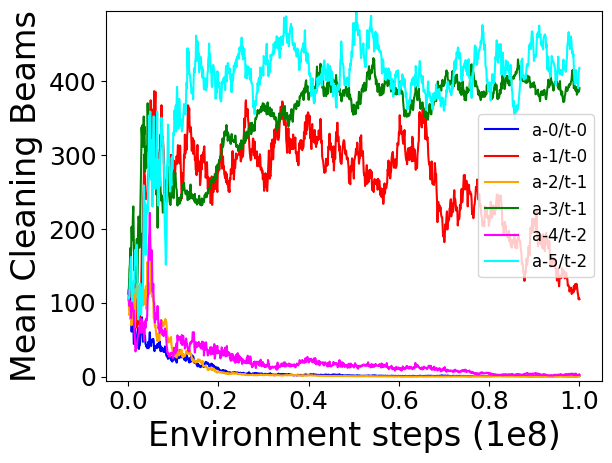 Mean Cleaning Beams
400
300
200
100
0
0.0 0.2 0.4 0.6 0.8 1.0
Environment steps (1e8)
a-0/t-0
a-1/t-0
a-2/t-1
a-3/t-1
a-4/t-2
a-5/t-2